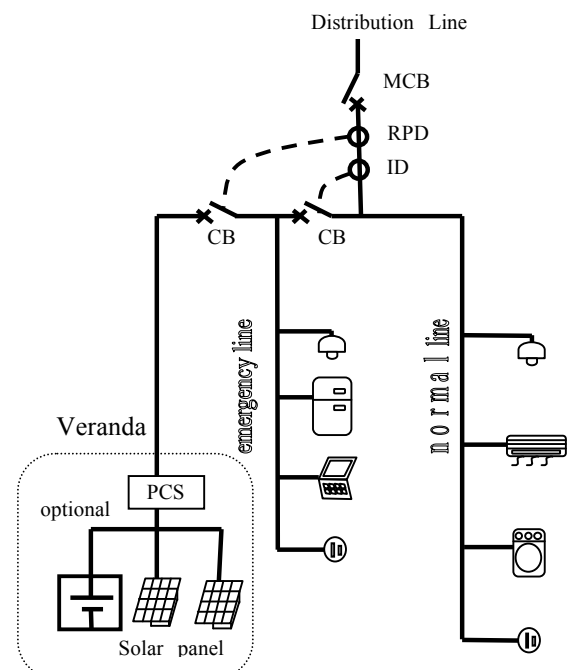 Distribution Line
MCB
RPD
ID
CB
CB
emergency line
normal line
Veranda
PCS
optional
Solar panel